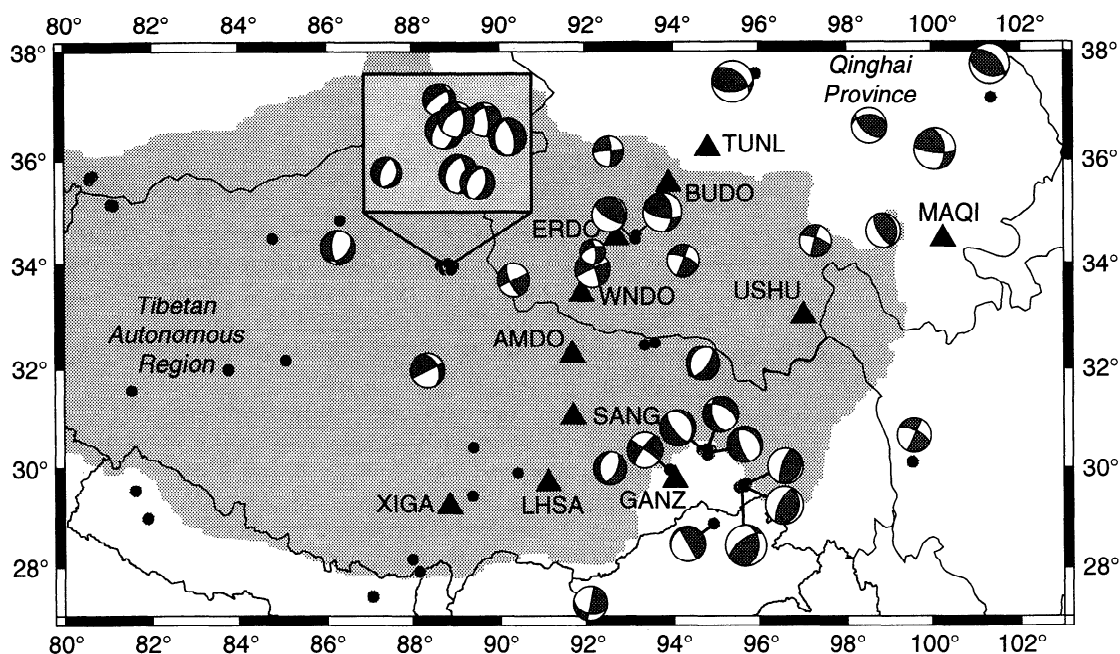 80° 82° 84° 86° 88° 90° 92° 94° 96° 98° 100° 102°
38° 38°
Qinghai
Province
TUNL
36° 36°
BUDO
MAQI
ERDO
34° 34°
WNDO
USHU
Tibetan
Autonomous
Region
AMDO
32° 32°
SANG
30° 30°
XIGA
LHSA
GANZ
28° 28°
80° 82° 84° 86° 88° 90° 92° 94° 96° 98° 100° 102°